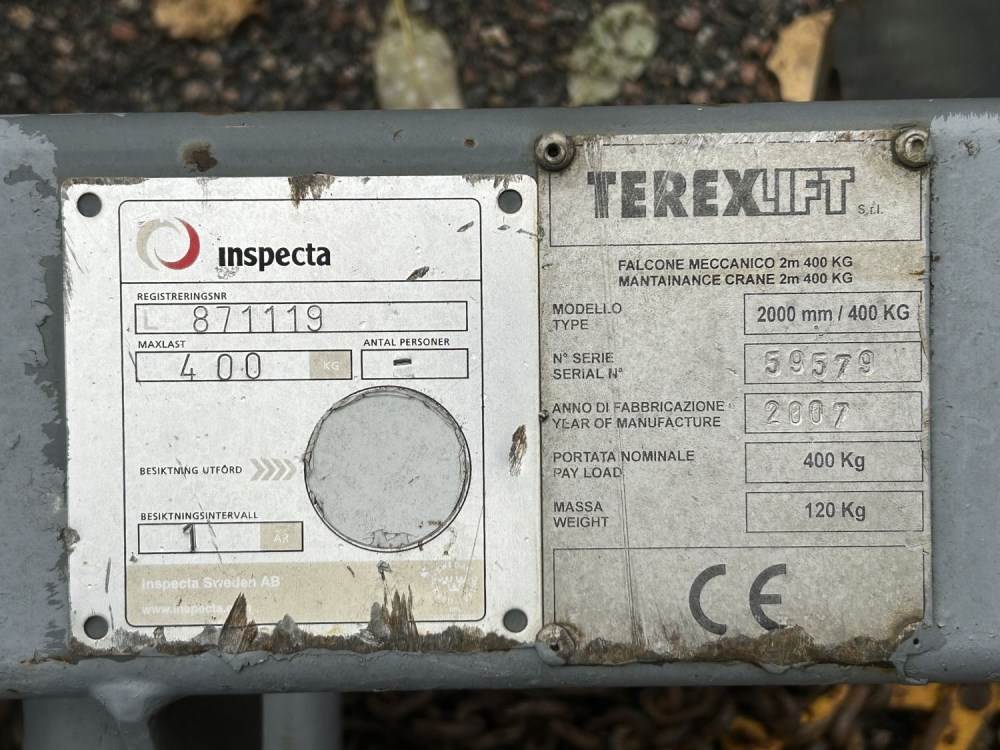 inspecta
REGISTRERINGSNR
L 871119
MAXLAST
400 KG
ANTAL PERSONER
-
BESIKTNING UTFÖRD
BESIKTNINGSINTERVALL
1 ÅR
Inspecta Sweden AB
www.inspecta.
TEREXLIFT S.r.l.
FALCONE MECCANICO 2m 400 KG
MANTAINANCE CRANE 2m 400 KG
MODELLO
TYPE
2000 mm / 400 KG
N° SERIE
SERIAL N°
59579
ANNO DI FABBRICAZIONE
YEAR OF MANUFACTURE
2007
PORTATA NOMINALE
PAY LOAD
400 Kg
MASSA
WEIGHT
120 Kg
CE